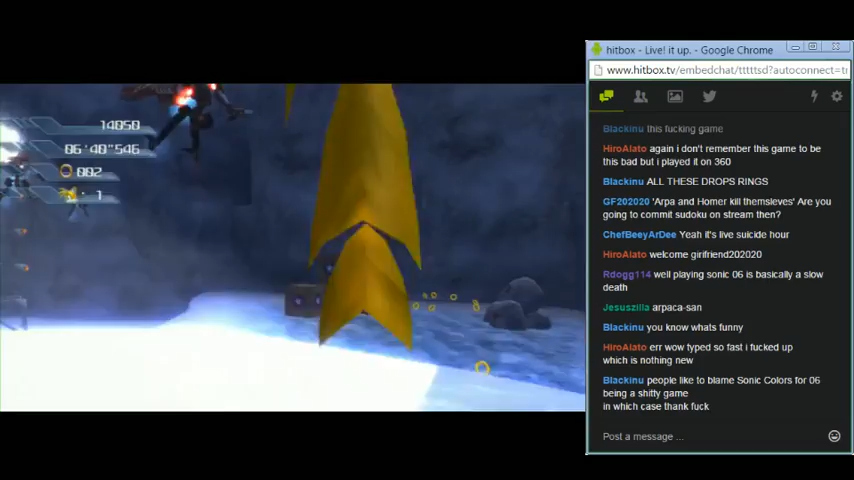 14050
06'40"546
002
1
hitbox - Live! it up. - Google Chrome
www.hitbox.tv/embedchat/tttttsd?autoconnect=tr
Blackinu this fucking game
HiroAlato again i don't remember this game to be
this bad but i played it on 360
Blackinu ALL THESE DROPS RINGS
GF202020 'Arpa and Homer kill themsleves' Are you
going to commit sudoku on stream then?
ChefBeeyArDee Yeah it's live suicide hour
HiroAlato welcome girifriend202020
Rdogg114 well playing sonic 06 is basically a slow
death
Jesuszilla arpaca-san
Blackinu you know whats funny
HiroAlato err wow typed so fast i fucked up
which is nothing new
Blackinu people like to blame Sonic Colors for 06
being a shitty game
in which case thank fuck
Post a message ...